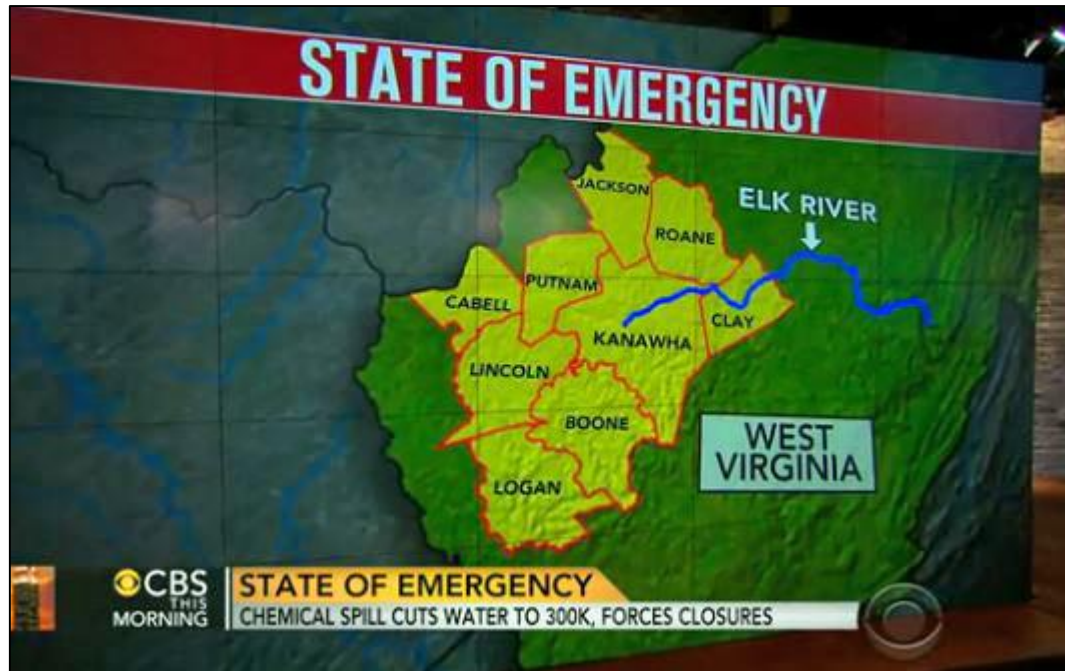 STATE OF EMERGENCY
JACKSON
ROANE
ELK RIVER
PUTNAM
CABELL
CLAY
KANAWHA
LINCOLN
BOONE
WEST
VIRGINIA
LOGAN
CBS
THIS
MORNING
STATE OF EMERGENCY
CHEMICAL SPILL CUTS WATER TO 300K, FORCES CLOSURES